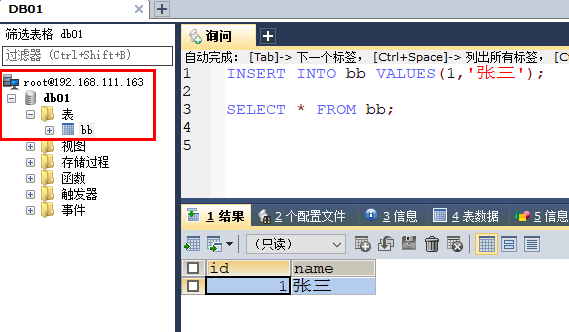 DB01
筛选表格 db01
过滤器 (Ctrl+Shift+B)
root@192.168.111.163
db01
表
bb
视图
存储过程
函数
触发器
事件
询问
自动完成: [Tab]-> 下一个标签, [Ctrl+Space]-> 列出所有标签, [Ct
1 INSERT INTO bb VALUES(1,'张三');
2
3 SELECT * FROM bb;
4
5
1 结果 2 个配置文件 3 信息 4 表数据 5 信息
(只读)
id name
1 张三